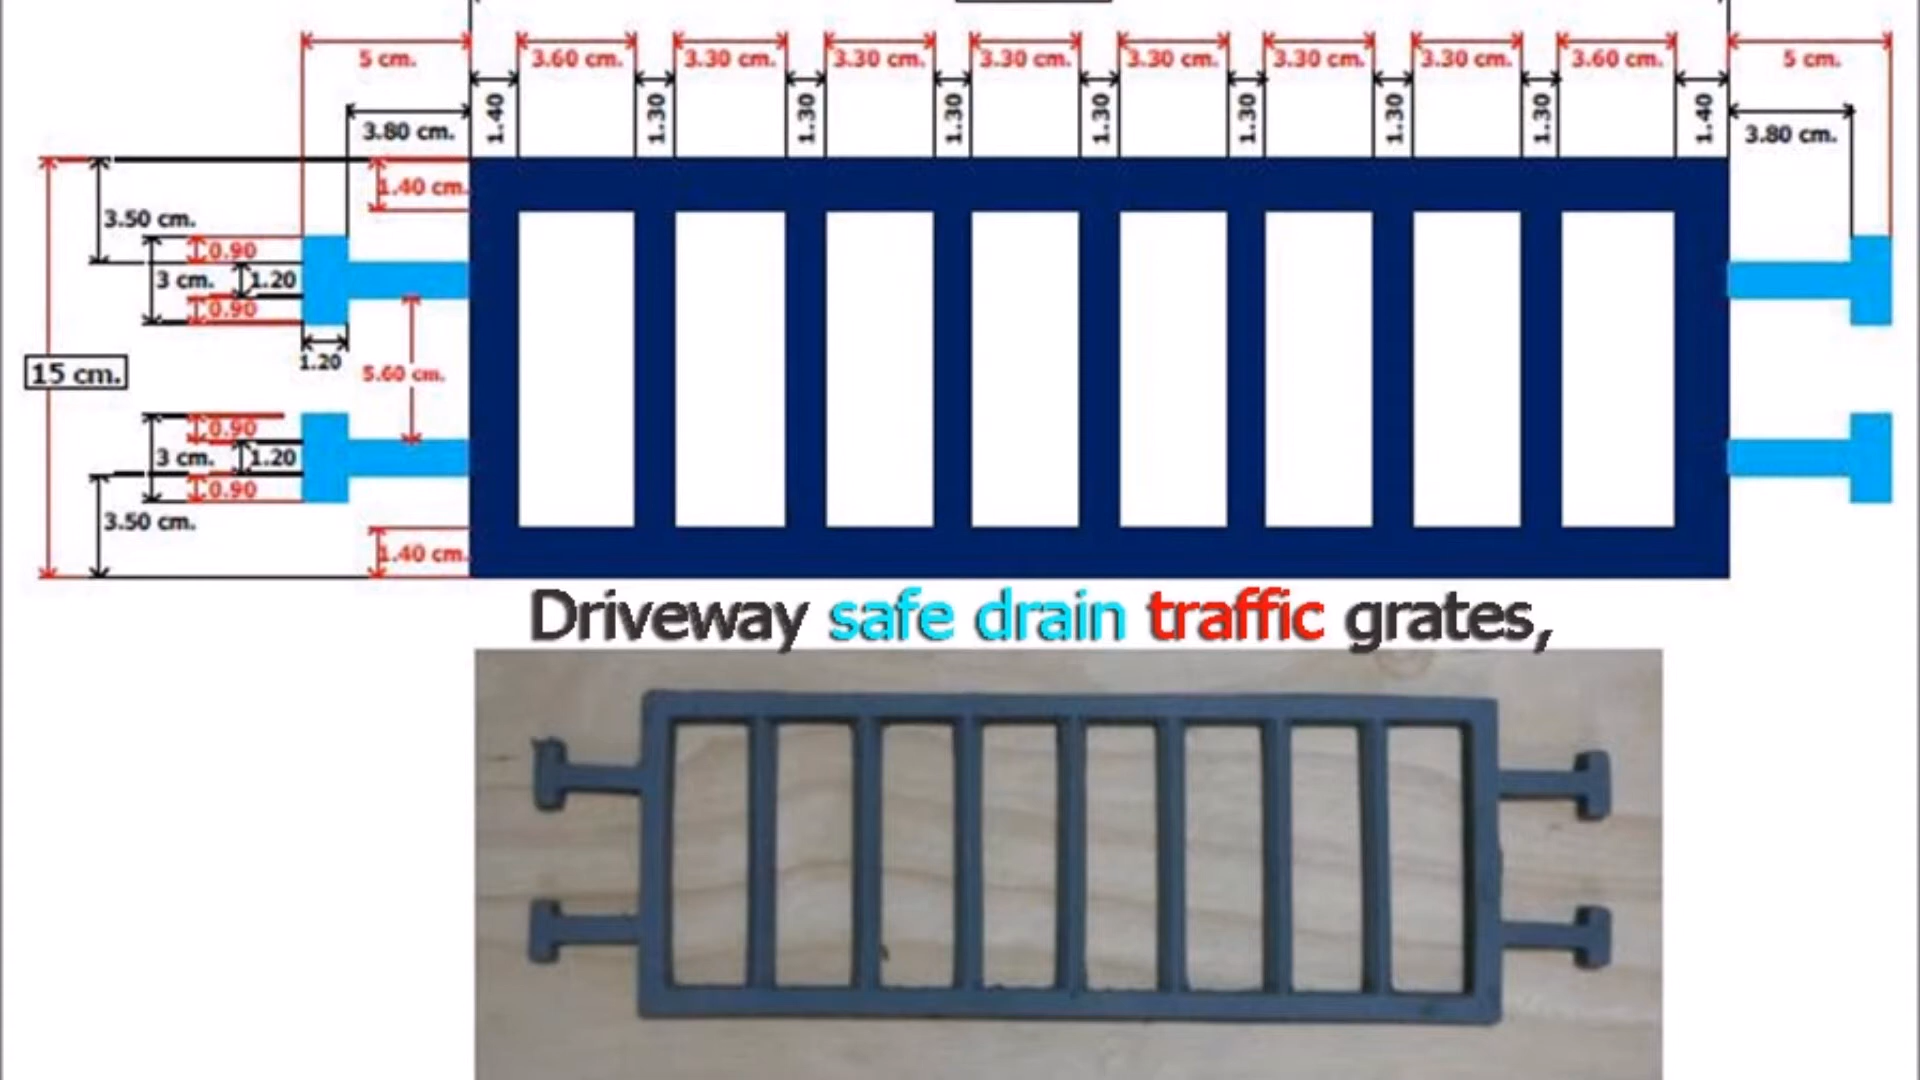 5 cm. 3.60 cm. 3.30 cm. 3.30 cm. 3.30 cm. 3.30 cm. 3.30 cm. 3.30 cm. 3.60 cm. 5 cm.
3.80 cm. 1.40 1.30 1.30 1.30 1.30 1.30 1.30 1.30 1.40 3.80 cm.
1.40 cm.
3.50 cm.
0.90
3 cm. 1.20
0.90
1.20
15 cm. 5.60 cm.
0.90
3 cm. 1.20
0.90
3.50 cm.
1.40 cm.
Driveway safe drain traffic grates,